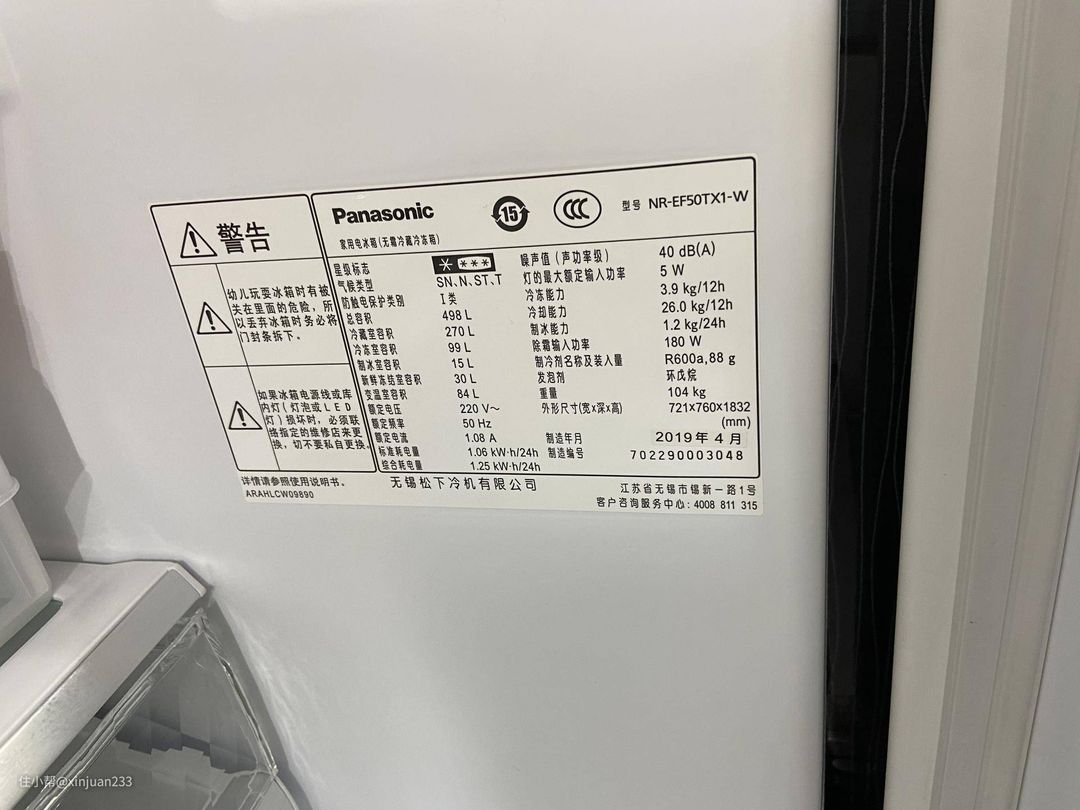 警告
幼儿玩耍冰箱时有被
关在里面的危险，所
以丢弃冰箱时务必将
门封条拆下。
如果冰箱电源线或库
内灯(灯泡或LED
灯)损坏时，必须联
络指定的维修店来更
换，切不要私自更换。
详情请参照使用说明书。
ARAHLCW09890
Panasonic
15
CCC
型号 NR-EF50TX1-W
家用电冰箱(无霜冷藏冷冻箱)
星级标志 * ***
气候类型 SN、N、ST、T
防触电保护类别 I类
总容积 498 L
冷藏室容积 270 L
冷冻室容积 99 L
制冰室容积 15 L
新鲜冻结室容积 30 L
变温室容积 84 L
额定电压 220 V～
额定频率 50 Hz
额定电流 1.08 A
标准耗电量 1.06 kW·h/24h
综合耗电量 1.25 kW·h/24h
噪声值(声功率级) 40 dB(A)
灯的最大额定输入功率 5 W
冷冻能力 3.9 kg/12h
冷却能力 26.0 kg/12h
制冰能力 1.2 kg/24h
除霜输入功率 180 W
制冷剂名称及装入量 R600a,88 g
发泡剂 环戊烷
重量 104 kg
外形尺寸(宽x深x高) 721x760x1832
(mm)
制造年月 2019年4月
制造编号 702290003048
无锡松下冷机有限公司
江苏省无锡市锡新一路1号
客户咨询服务中心: 4008 811 315
住小帮@xinjuan233